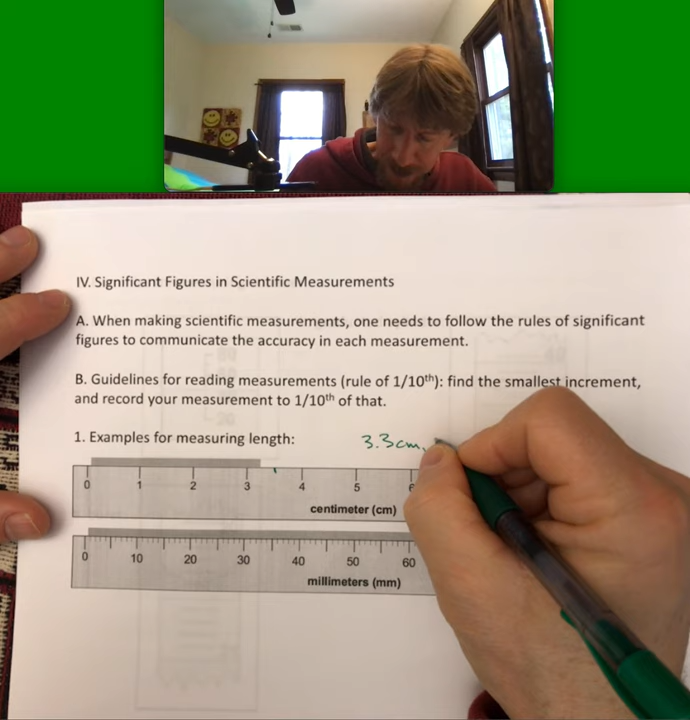 IV. Significant Figures in Scientific Measurements
A. When making scientific measurements, one needs to follow the rules of significant
figures to communicate the accuracy in each measurement.
B. Guidelines for reading measurements (rule of 1/10th): find the smallest increment,
and record your measurement to 1/10th of that.
1. Examples for measuring length:
3.3cm,
0 1 2 3 4 5
centimeter (cm)
0 10 20 30 40 50 60
millimeters (mm)